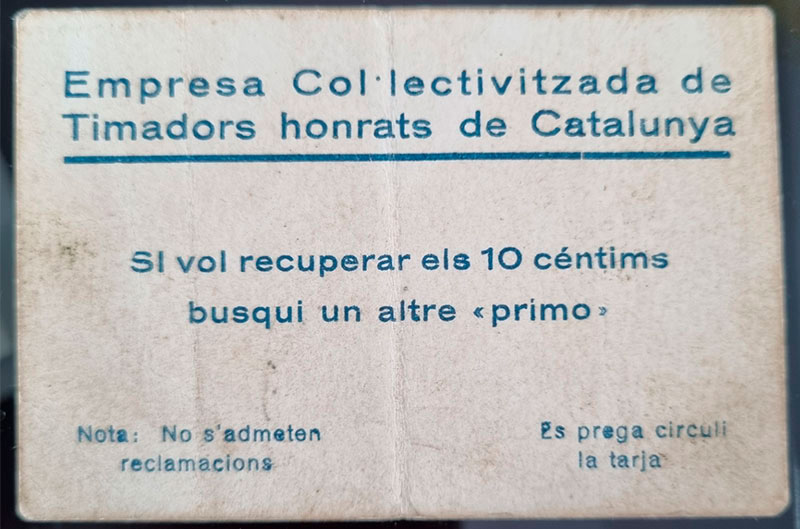 Empresa Col·lectivitzada de
Timadors honrats de Catalunya
SI vol recuperar els 10 céntims
busqui un altre «primo»
Nota: No s'admeten
reclamacions
Es prega circuli
la tarja